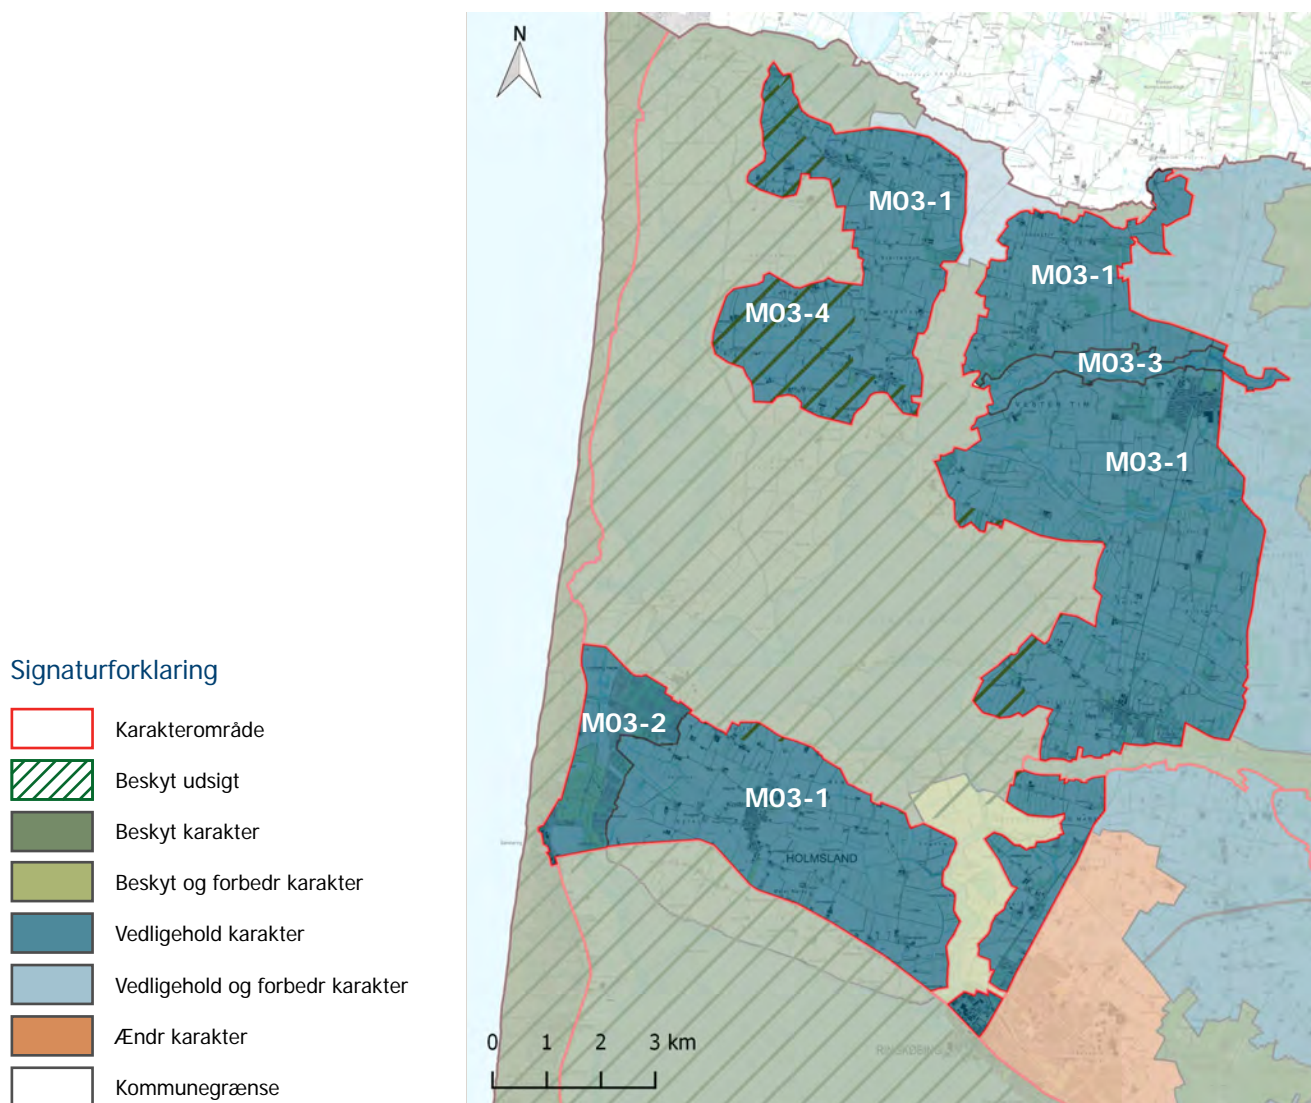 N
M03-1
M03-1
M03-4
M03-3
M03-1
M03-2
M03-1
HOLMSLAND
RINGKØBING
0 1 2 3 km
Signaturforklaring
Karakterområde
Beskyt udsigt
Beskyt karakter
Beskyt og forbedr karakter
Vedligehold karakter
Vedligehold og forbedr karakter
Ændr karakter
Kommunegrænse